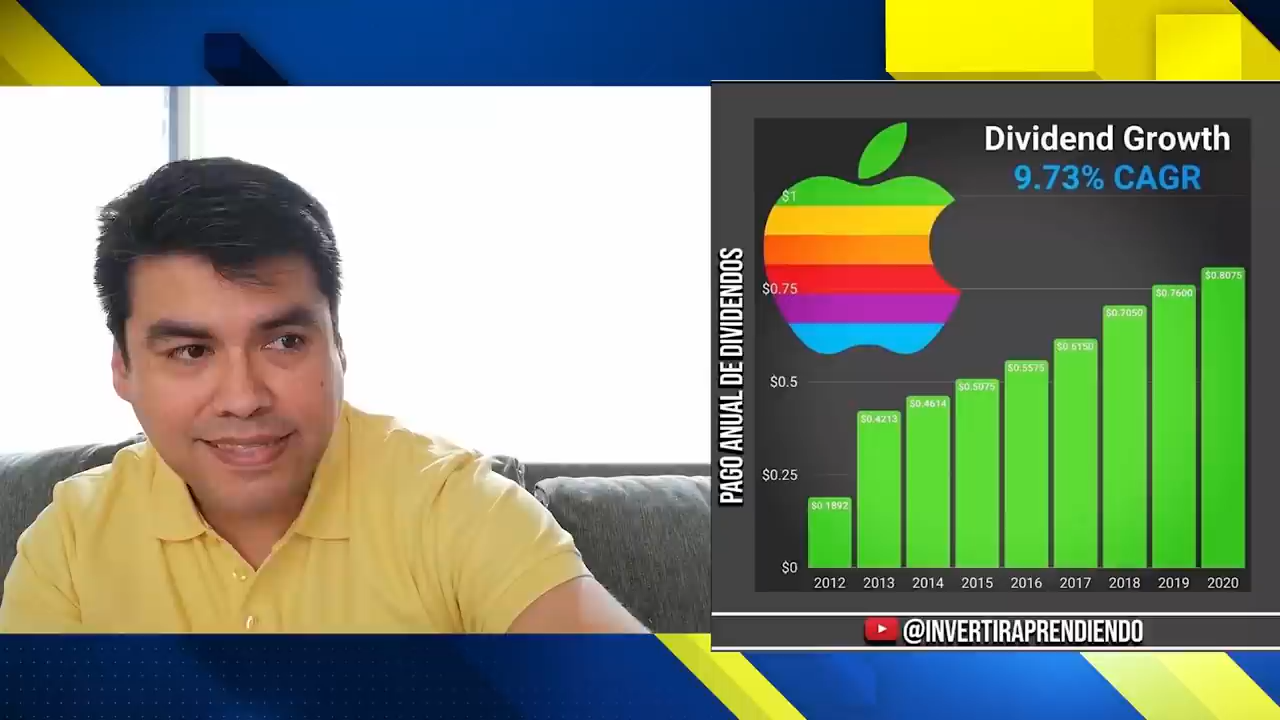 Dividend Growth
9.73% CAGR
PAGO ANUAL DE DIVIDENDOS
$1
$0.75
$0.5
$0.25
$0
$0.1892
$0.4213
$0.4614
$0.5075
$0.5575
$0.6150
$0.7050
$0.7600
$0.8075
2012 2013 2014 2015 2016 2017 2018 2019 2020
@INVERTIRAPRENDIENDO